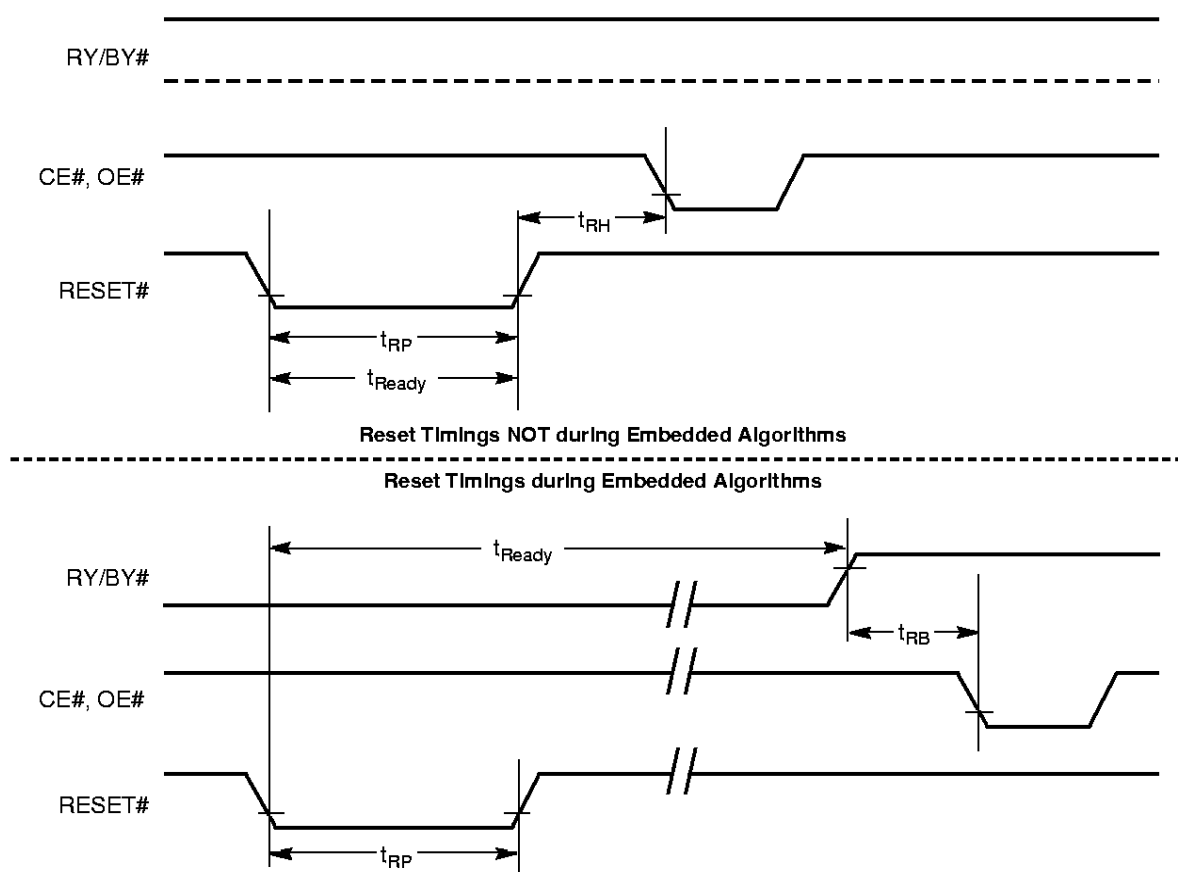 RY/BY#
CE#, OE#
tRH
RESET#
tRP
tReady
Reset Timings NOT during Embedded Algorithms
Reset Timings during Embedded Algorithms
tReady
RY/BY#
tRB
CE#, OE#
RESET#
tRP